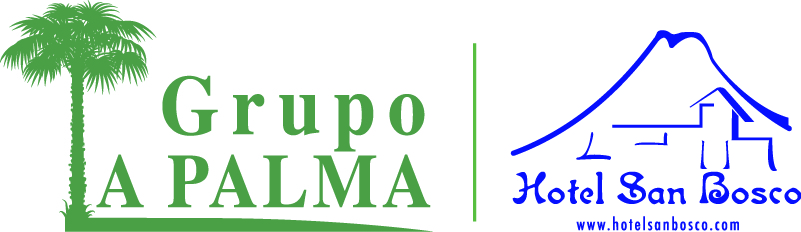 Grupo
LA PALMA
Hotel San Bosco
www.hotelsanbosco.com